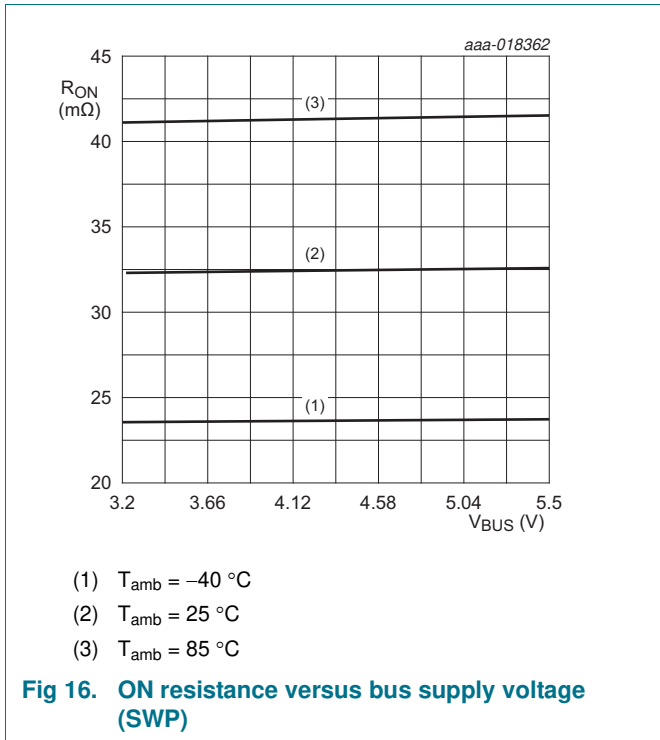 aaa-018362
45
RON
(mΩ)
(3)
40
35
(2)
30
25
(1)
20
3.2 3.66 4.12 4.58 5.04 5.5
VBUS (V)
(1) Tamb = −40 °C
(2) Tamb = 25 °C
(3) Tamb = 85 °C
Fig 16. ON resistance versus bus supply voltage
(SWP)